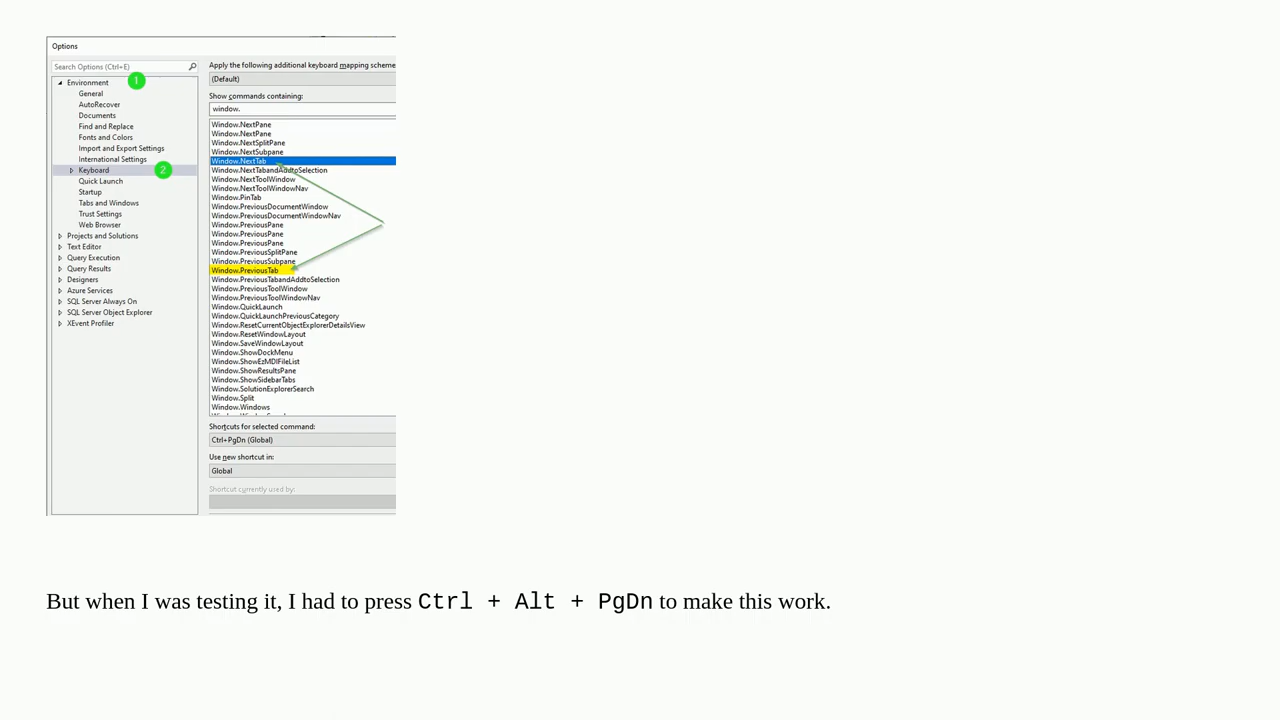 Options
Search Options (Ctrl+E)
Environment
1
General
AutoRecover
Documents
Find and Replace
Fonts and Colors
Import and Export Settings
International Settings
Keyboard
2
Quick Launch
Startup
Tabs and Windows
Trust Settings
Web Browser
Projects and Solutions
Text Editor
Query Execution
Query Results
Designers
Azure Services
SQL Server Always On
SQL Server Object Explorer
XEvent Profiler
Apply the following additional keyboard mapping scheme
(Default)
Show commands containing:
window.
Window.NextPane
Window.NextPane
Window.NextSplitPane
Window.NextSubpane
Window.NextTab
Window.NextTabandAddtoSelection
Window.NextToolWindow
Window.NextToolWindowNav
Window.PinTab
Window.PreviousDocumentWindow
Window.PreviousDocumentWindowNav
Window.PreviousPane
Window.PreviousPane
Window.PreviousPane
Window.PreviousSplitPane
Window.PreviousSubpane
Window.PreviousTab
Window.PreviousTabandAddtoSelection
Window.PreviousToolWindow
Window.PreviousToolWindowNav
Window.QuickLaunch
Window.QuickLaunchPreviousCategory
Window.ResetCurrentObjectExplorerDetailsView
Window.ResetWindowLayout
Window.SaveWindowLayout
Window.ShowDockMenu
Window.ShowEzMDIFileList
Window.ShowResultsPane
Window.ShowSidebarTabs
Window.SolutionExplorerSearch
Window.Split
Window.Windows
Shortcuts for selected command:
Ctrl+PgDn (Global)
Use new shortcut in:
Global
Shortcut currently used by:
But when I was testing it, I had to press Ctrl + Alt + PgDn to make this work.